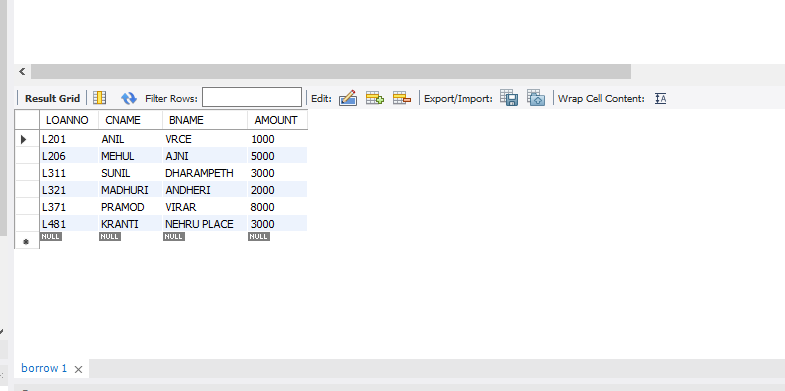 Result Grid Filter Rows: Edit: Export/Import: Wrap Cell Content: IA
LOANNO CNAME BNAME AMOUNT
L201 ANIL VRCE 1000
L206 MEHUL AJNI 5000
L311 SUNIL DHARAMPETH 3000
L321 MADHURI ANDHERI 2000
L371 PRAMOD VIRAR 8000
L481 KRANTI NEHRU PLACE 3000
NULL NULL NULL NULL
borrow 1